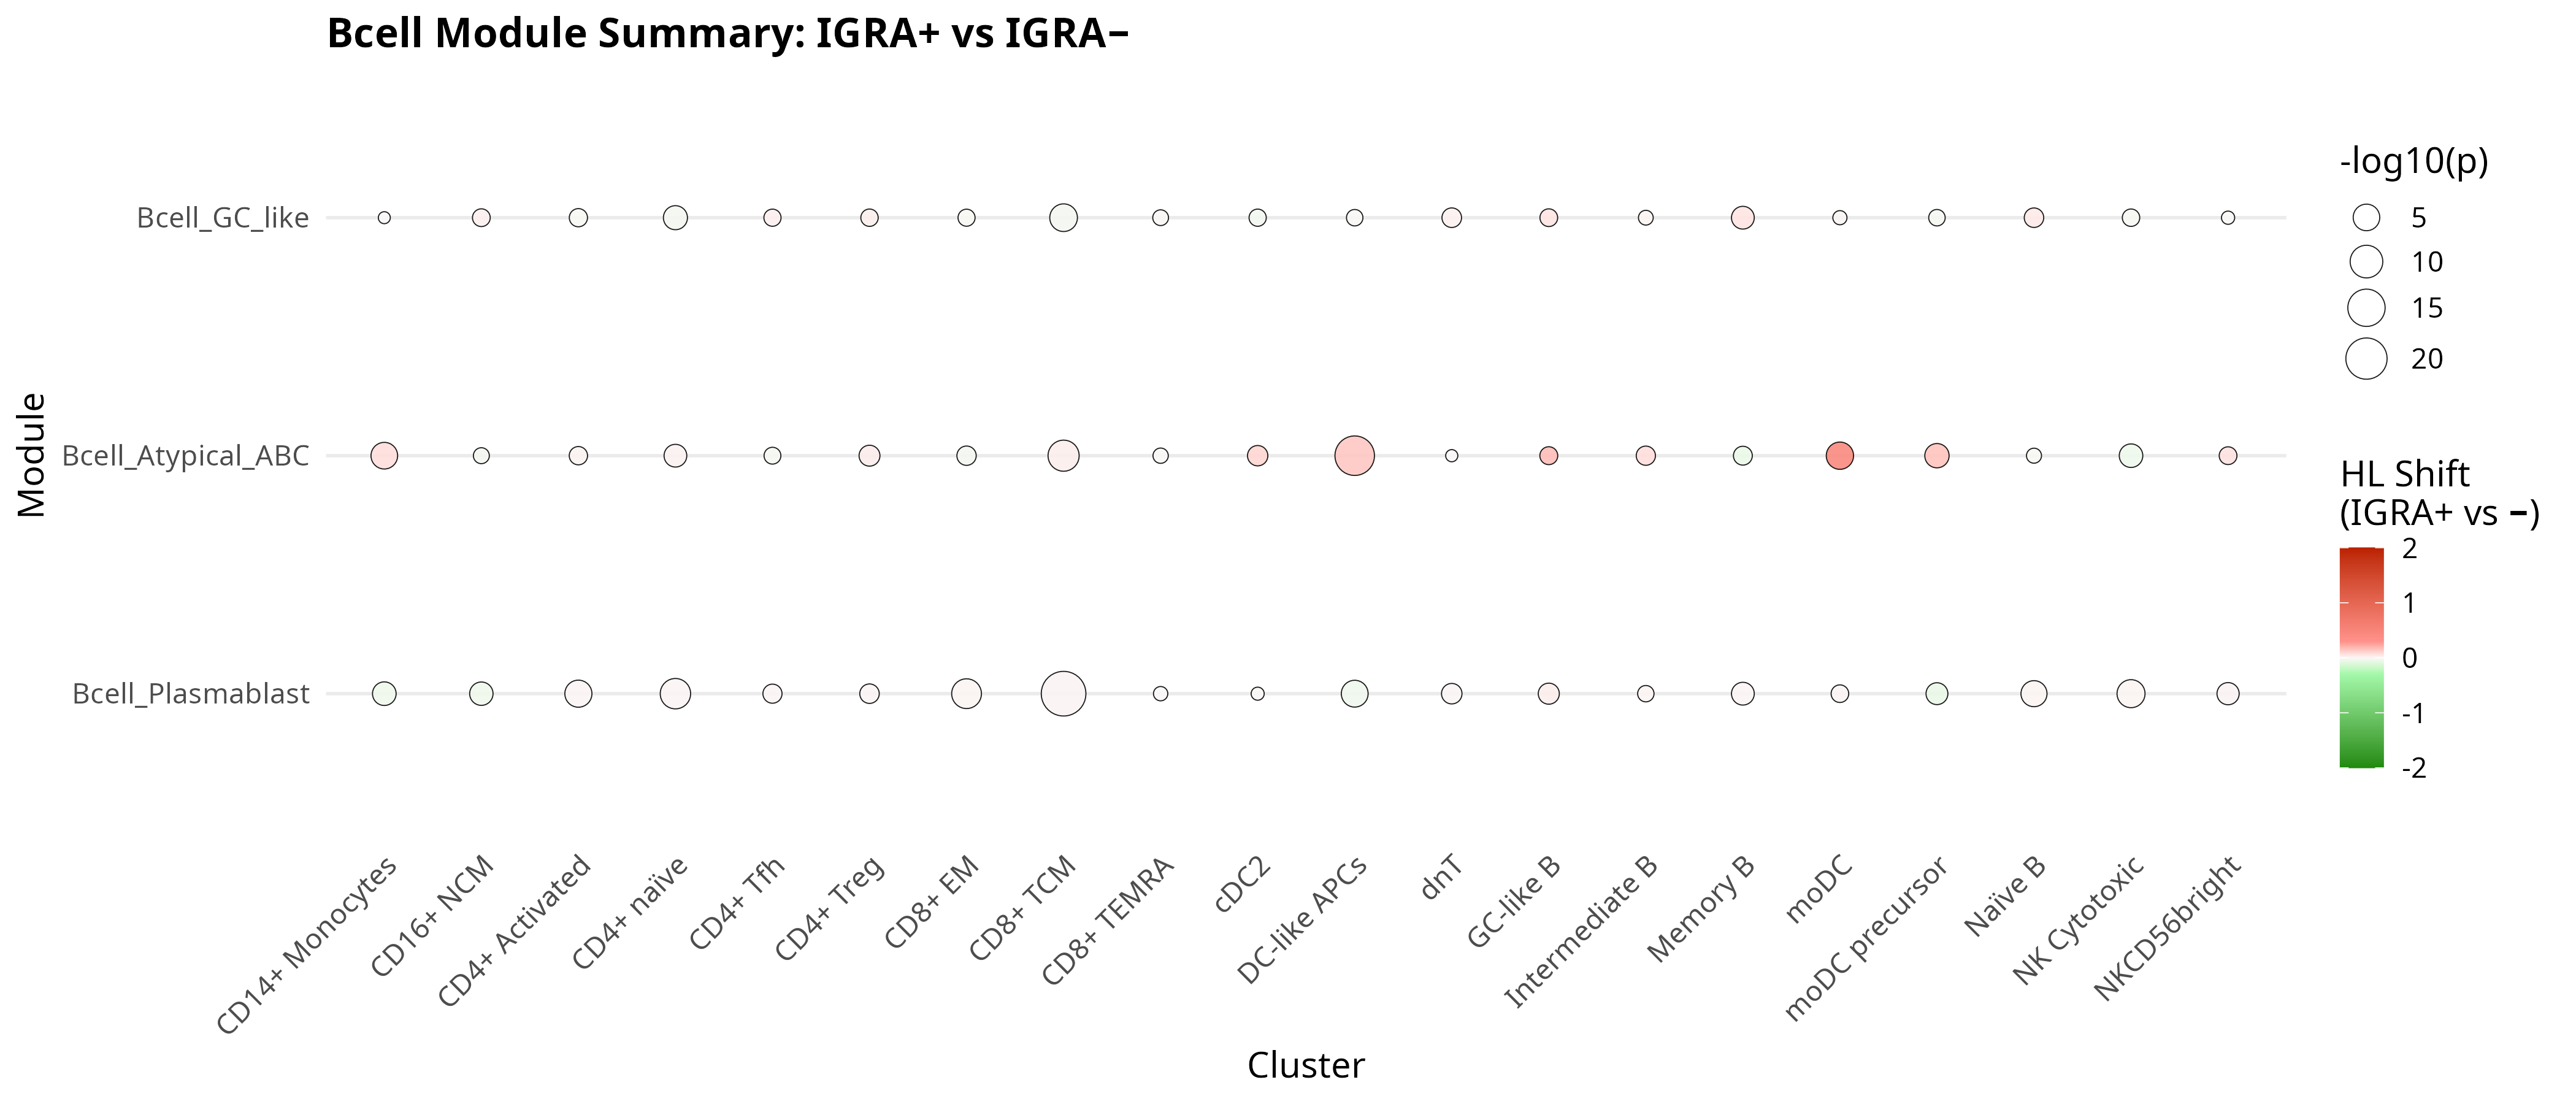 Bcell Module Summary: IGRA+ vs IGRA−
Module
Bcell_GC_like
Bcell_Atypical_ABC
Bcell_Plasmablast
CD14+ Monocytes
CD16+ NCM
CD4+ Activated
CD4+ naïve
CD4+ Tfh
CD4+ Treg
CD8+ EM
CD8+ TCM
CD8+ TEMRA
cDC2
DC-like APCs
dnT
GC-like B
Intermediate B
Memory B
moDC
moDC precursor
Naïve B
NK Cytotoxic
NKCD56bright
Cluster
-log10(p)
5
10
15
20
HL Shift
(IGRA+ vs −)
2
1
0
-1
-2